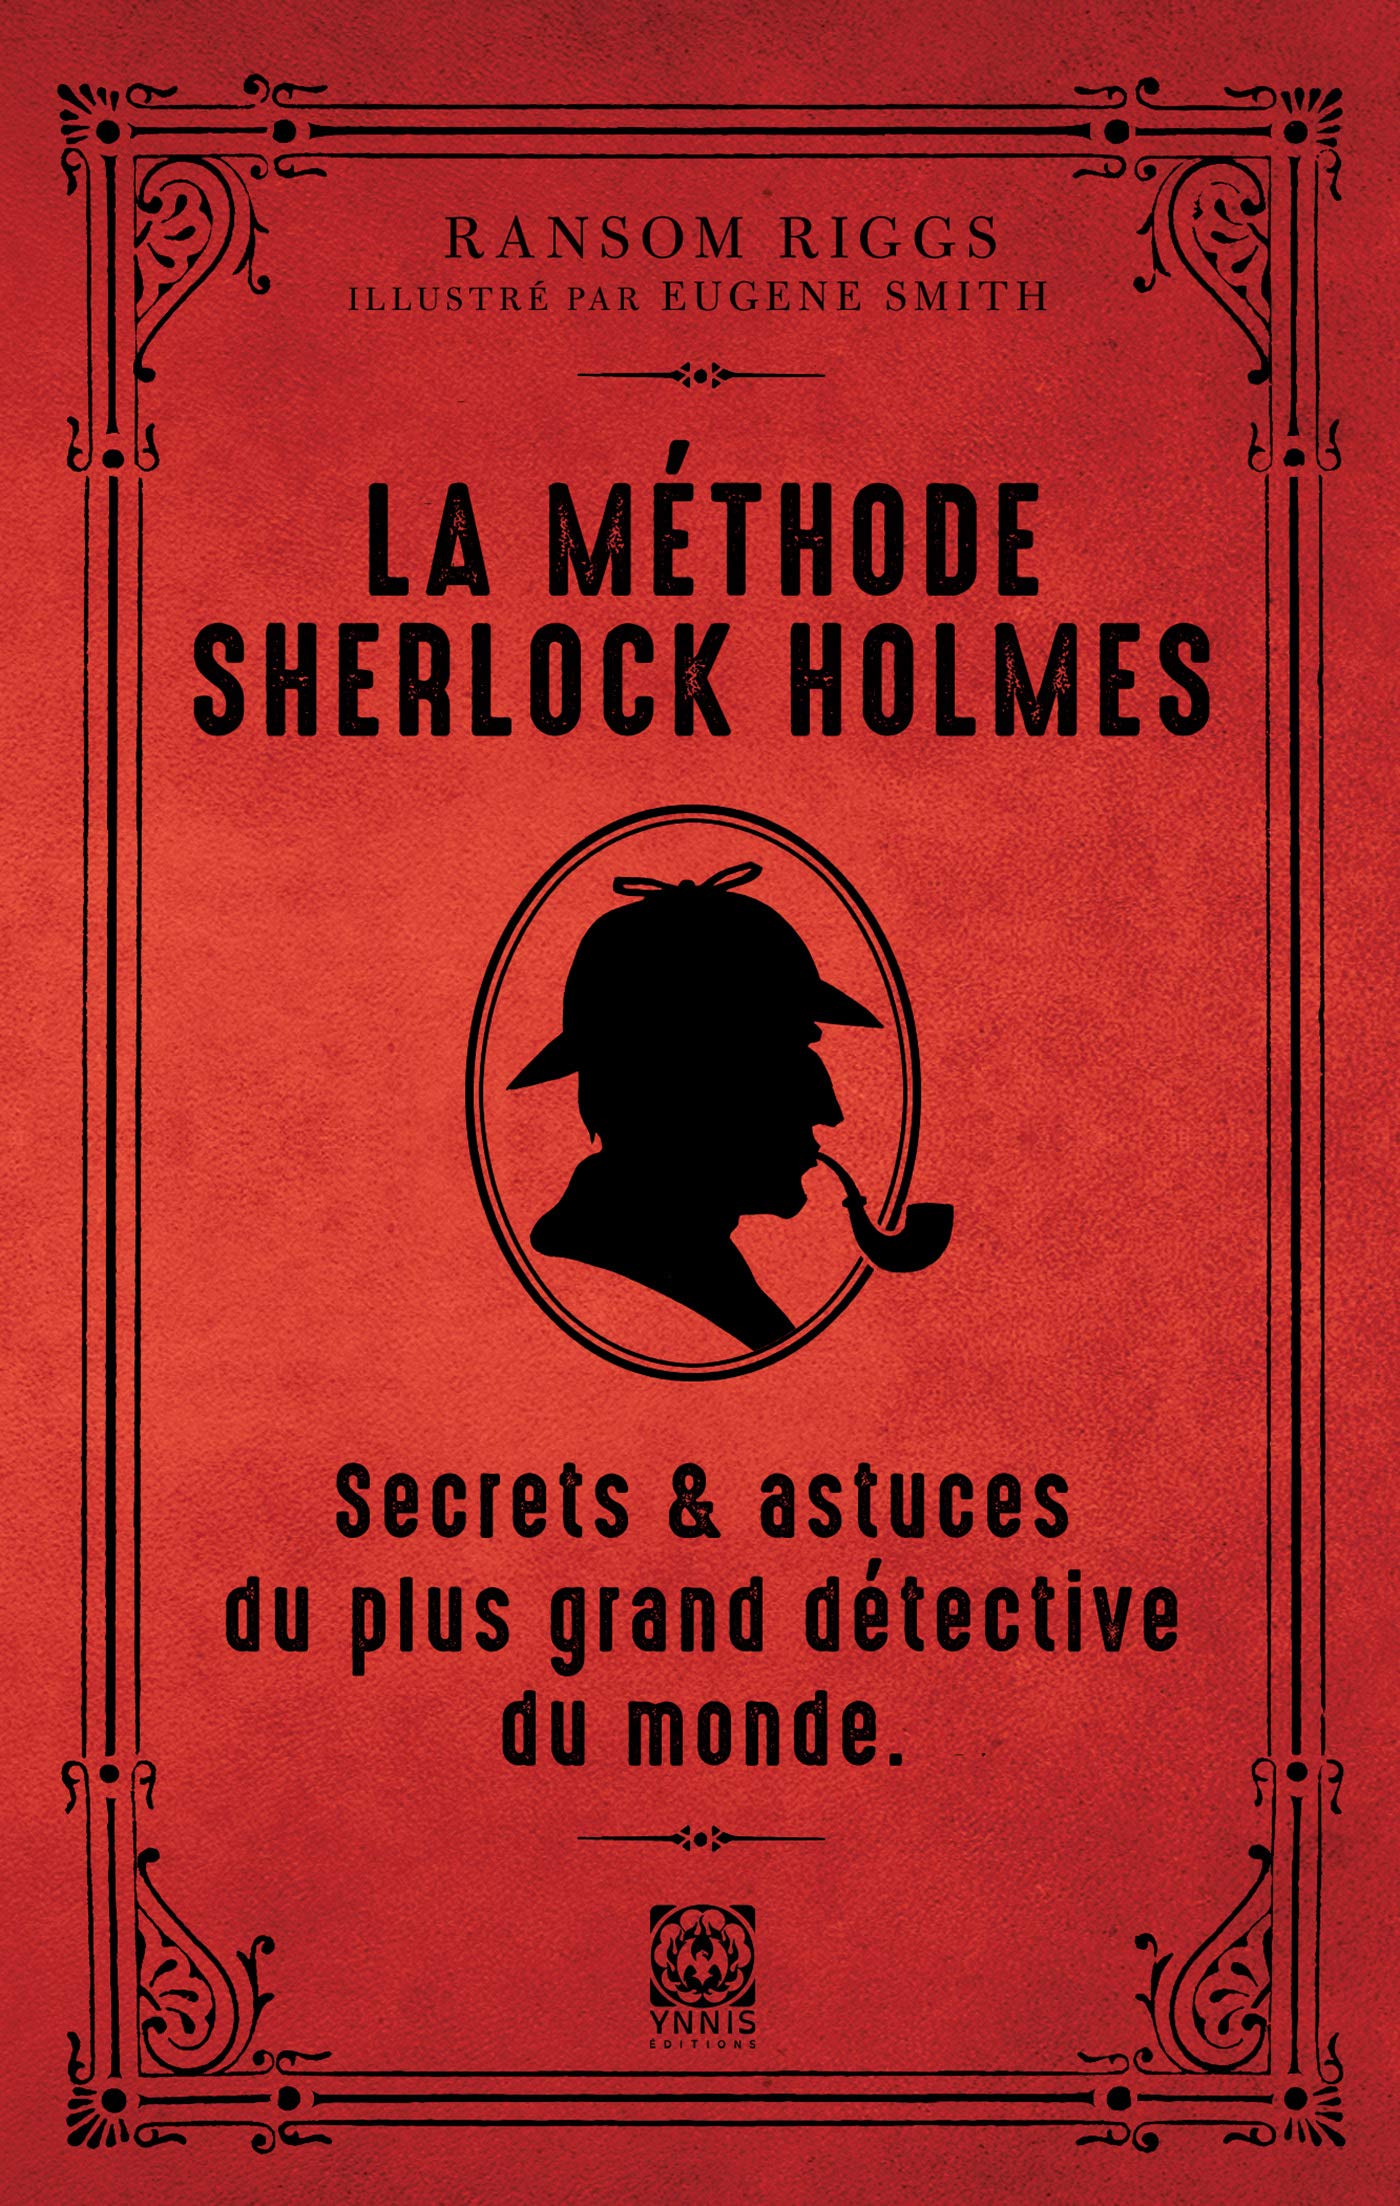 RANSOM RIGGS
ILLUSTRÉ PAR EUGENE SMITH
LA MÉTHODE
SHERLOCK HOLMES
Secrets & astuces
du plus grand détective
du monde.
YNNIS
ÉDITIONS